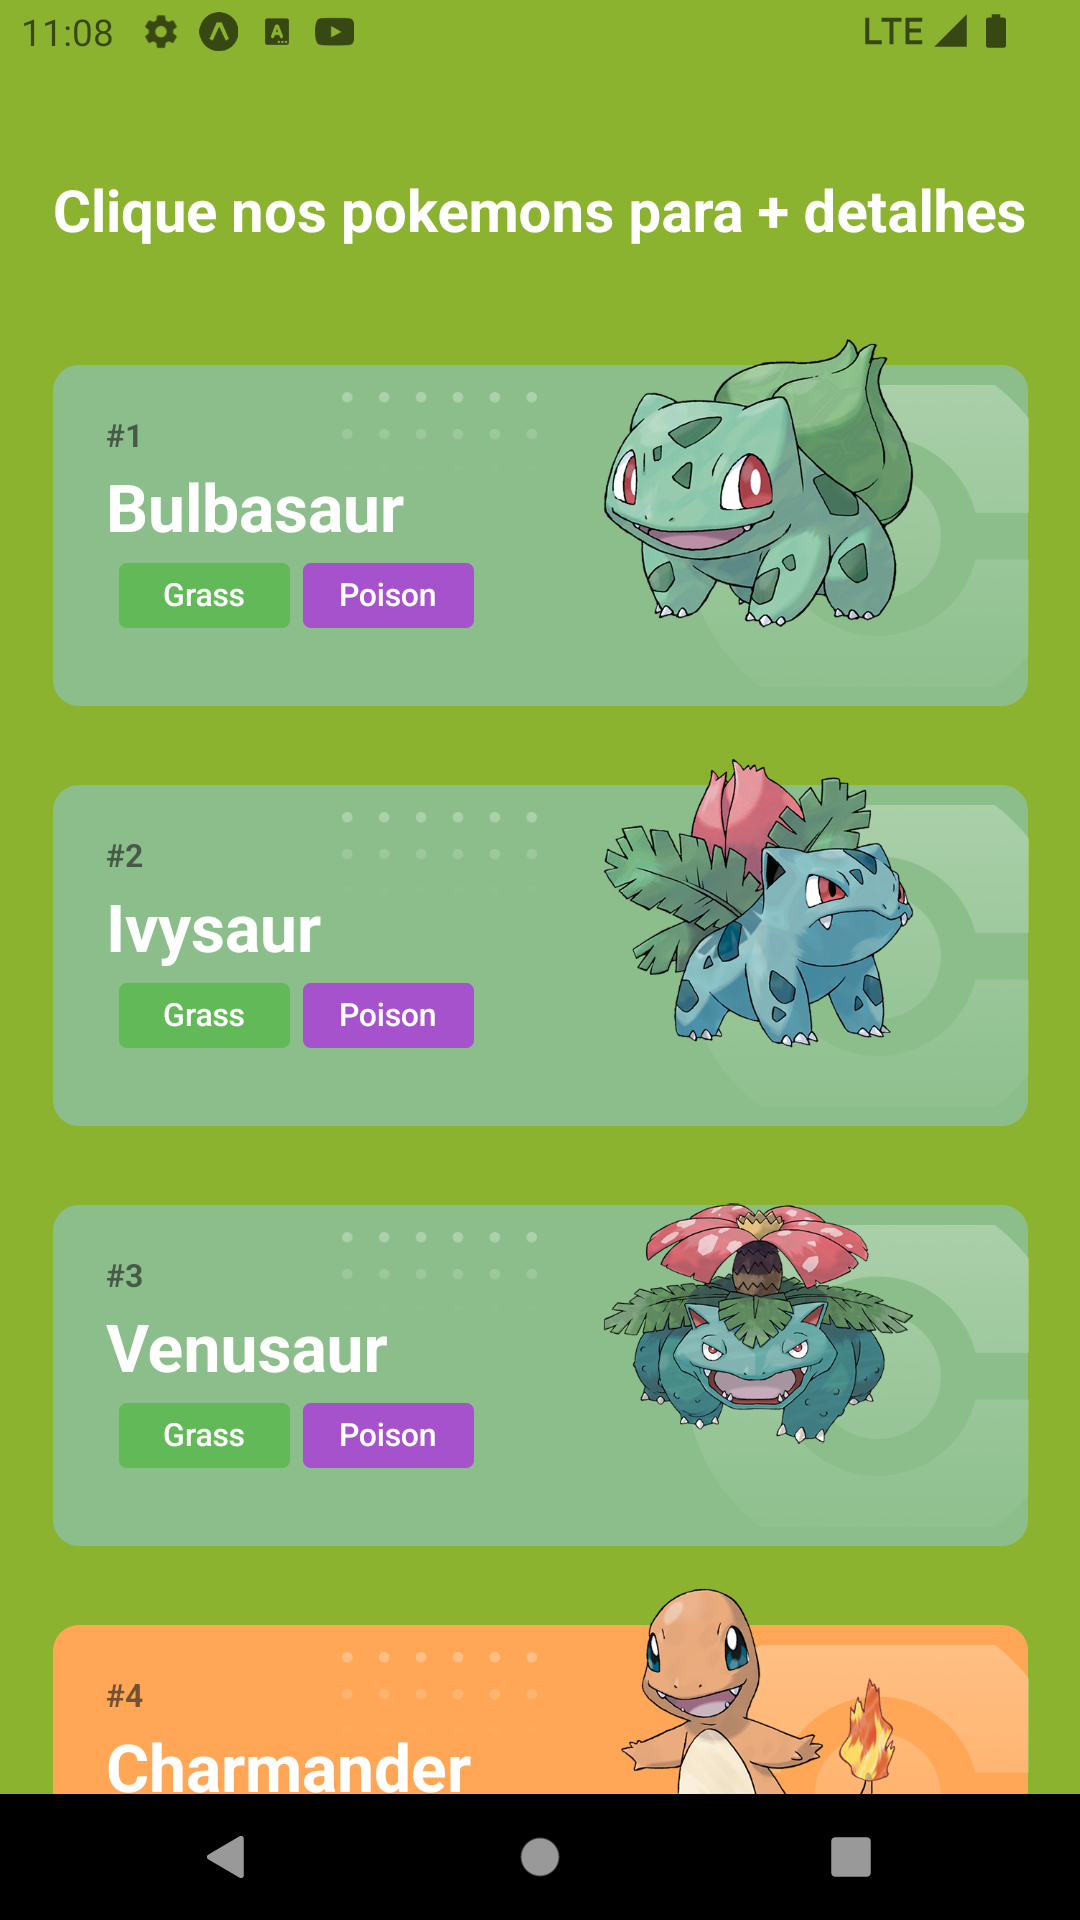 11:08 LTE
Clique nos pokemons para + detalhes
#1
Bulbasaur
Grass Poison
#2
Ivysaur
Grass Poison
#3
Venusaur
Grass Poison
#4
Charmander